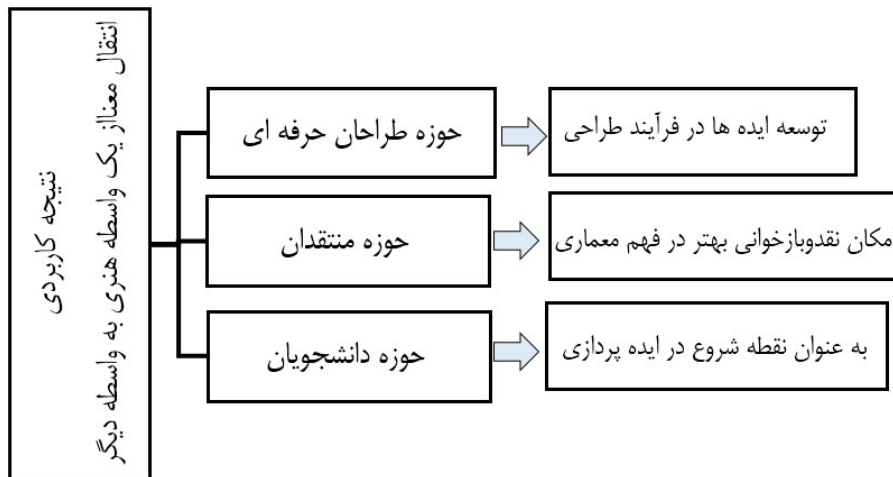 نتیجه کاربردی
انتقال معنااز یک واسطه هنری به واسطه دیگر
حوزه طراحان حرفه ای
توسعه ایده ها در فرآیند طراحی
حوزه منتقدان
مکان نقدوبازخوانی بهتر در فهم معماری
حوزه دانشجویان
به عنوان نقطه شروع در ایده پردازی